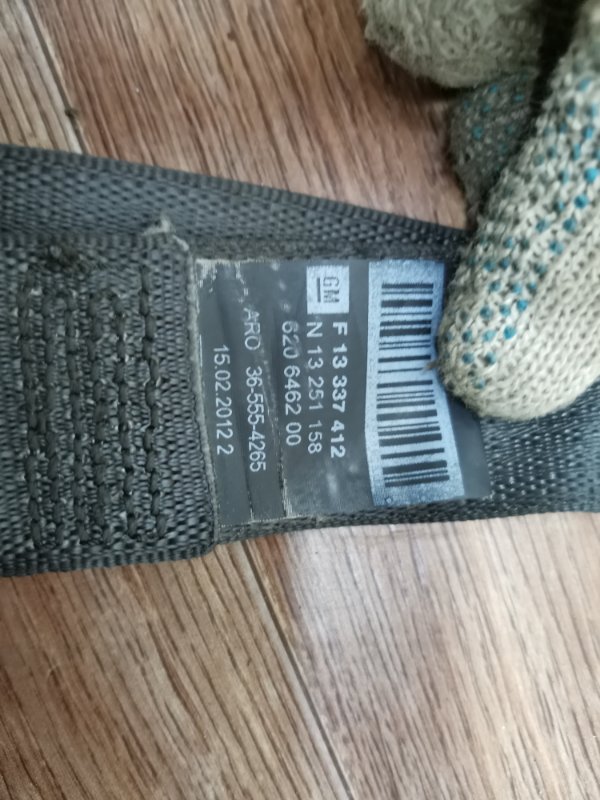 GM
F 13 337 412
N 13 251 158
620 6462 00
ARO 36-555-4265
15.02.2012 2